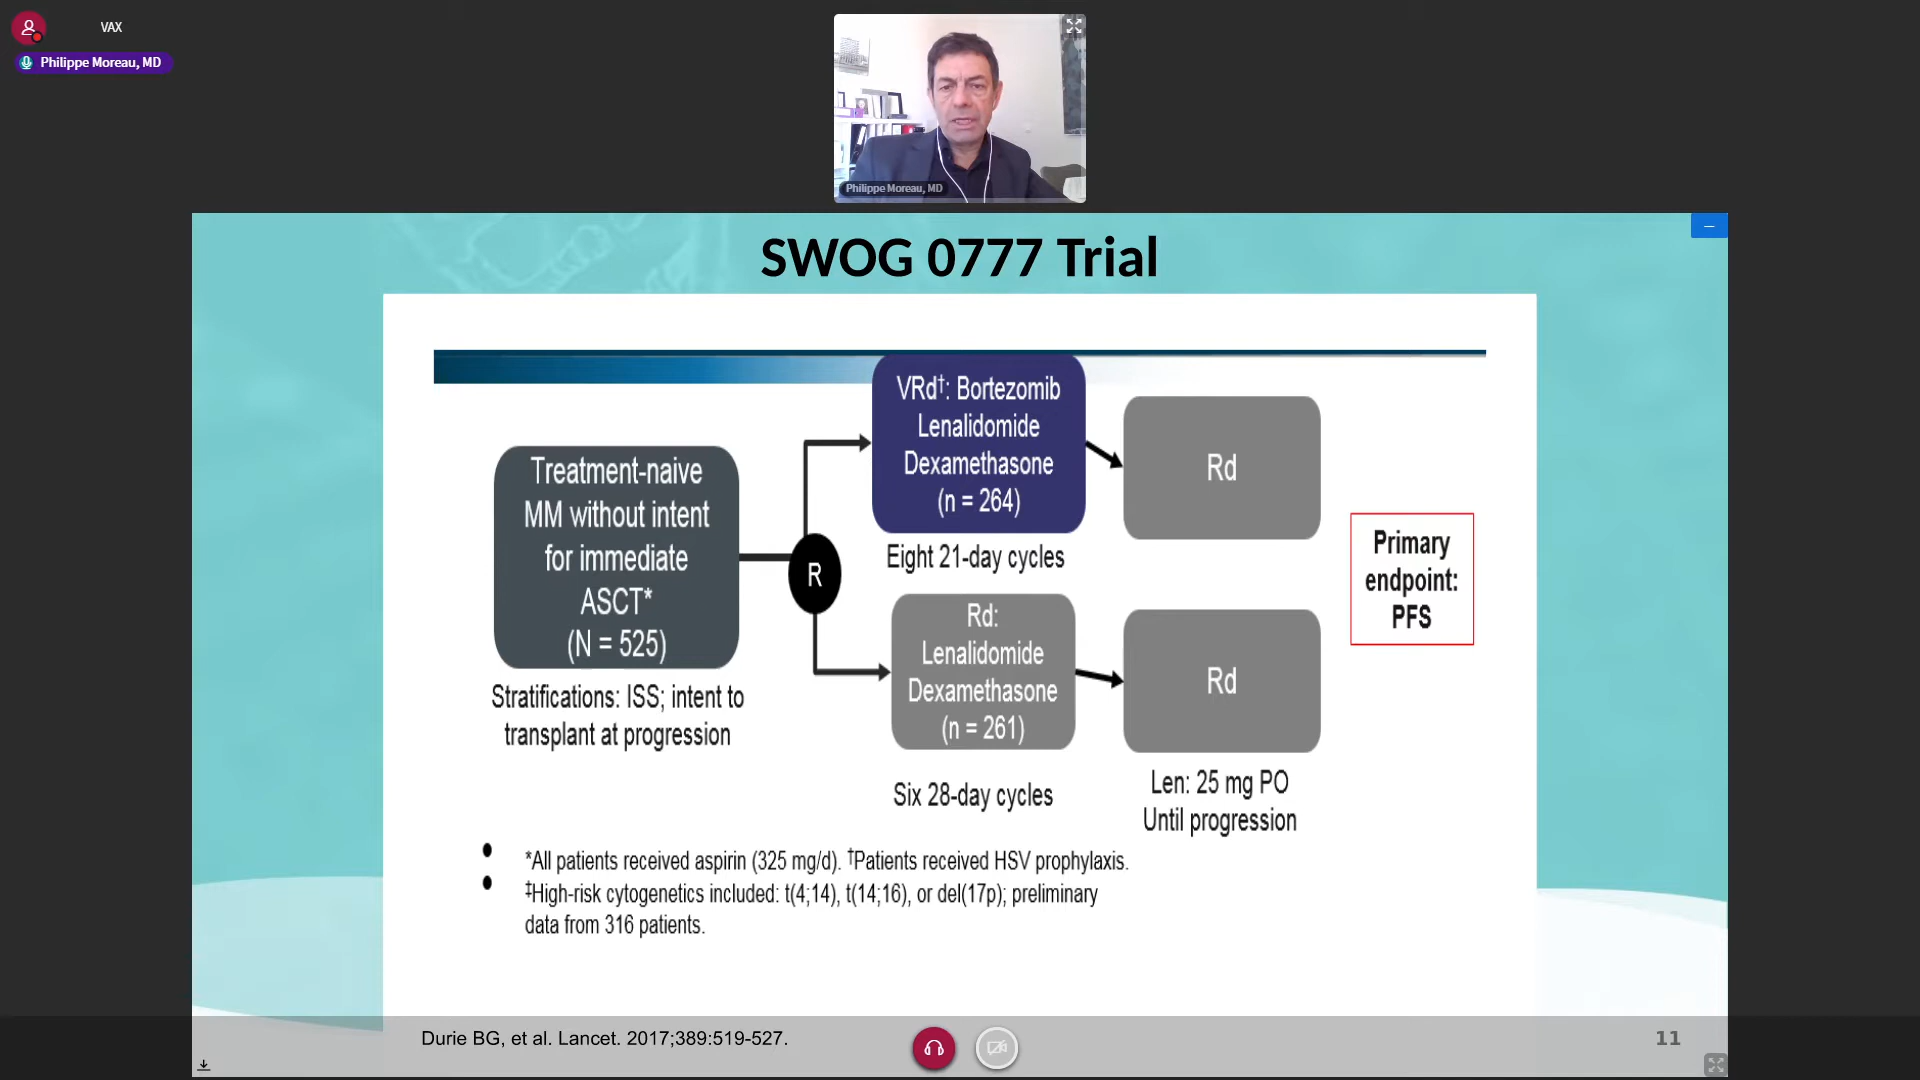 VAX
Philippe Moreau, MD
Philippe Moreau, MD
SWOG 0777 Trial
Treatment-naive
MM without intent
for immediate
ASCT*
(N = 525)
Stratifications: ISS; intent to
transplant at progression
R
VRd†: Bortezomib
Lenalidomide
Dexamethasone
(n = 264)
Eight 21-day cycles
Rd
Rd:
Lenalidomide
Dexamethasone
(n = 261)
Six 28-day cycles
Rd
Len: 25 mg PO
Until progression
Primary
endpoint:
PFS
• *All patients received aspirin (325 mg/d). †Patients received HSV prophylaxis.
• ‡High-risk cytogenetics included: t(4;14), t(14;16), or del(17p); preliminary
data from 316 patients.
Durie BG, et al. Lancet. 2017;389:519-527.
11